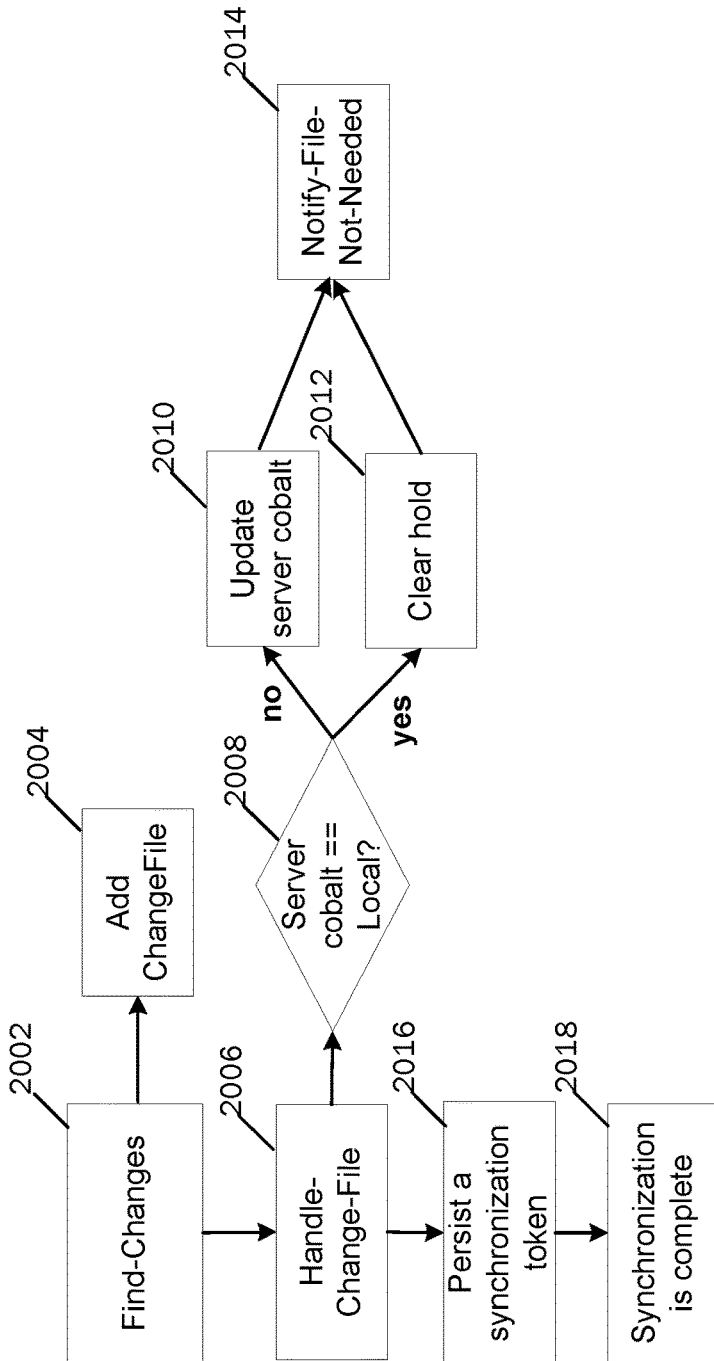 2002
Find-Changes
2004
Add
ChangeFile
2006
Handle-
Change-File
2008
Server
cobalt ==
Local?
no
yes
2010
Update
server cobalt
2012
Clear hold
2014
Notify-File-
Not-Needed
2016
Persist a
synchronization
token
2018
Synchronization
is complete